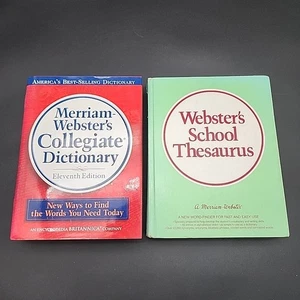 AMERICA'S BEST-SELLING DICTIONARY
Merriam-
Webster's
Collegiate
Dictionary
Eleventh Edition
New Ways to Find
the Words You Need Today
AN ENCYCLOPÆDIA BRITANNICA COMPANY
Webster's
School
Thesaurus
A Merriam-Webster
A NEW WORD-FINDER FOR FAST AND EASY USE